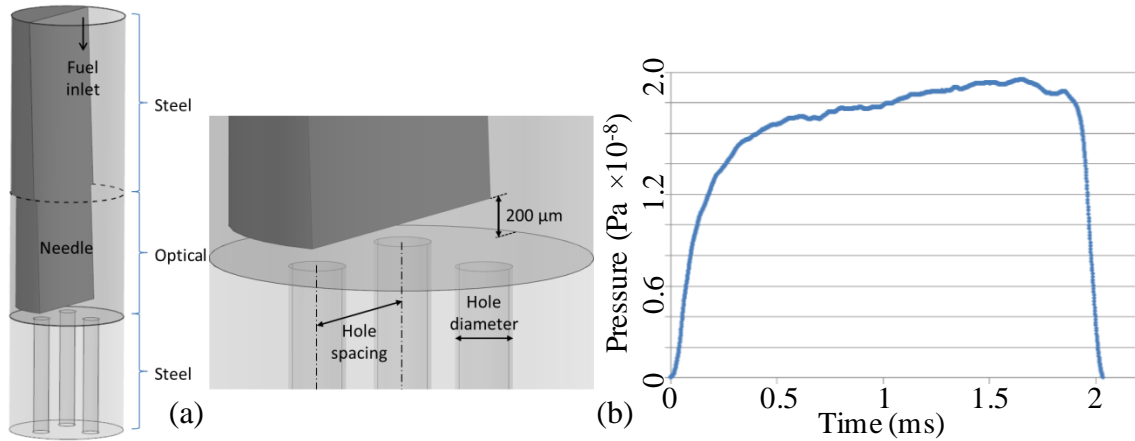 Fuel
inlet
Steel
Needle
Optical
Steel
(a)
200 µm
Hole
spacing
Hole
diameter
(b)
Pressure (Pa ×10-8)
2.0
1.2
0.6
0
0
0.5
1
1.5
2
Time (ms)